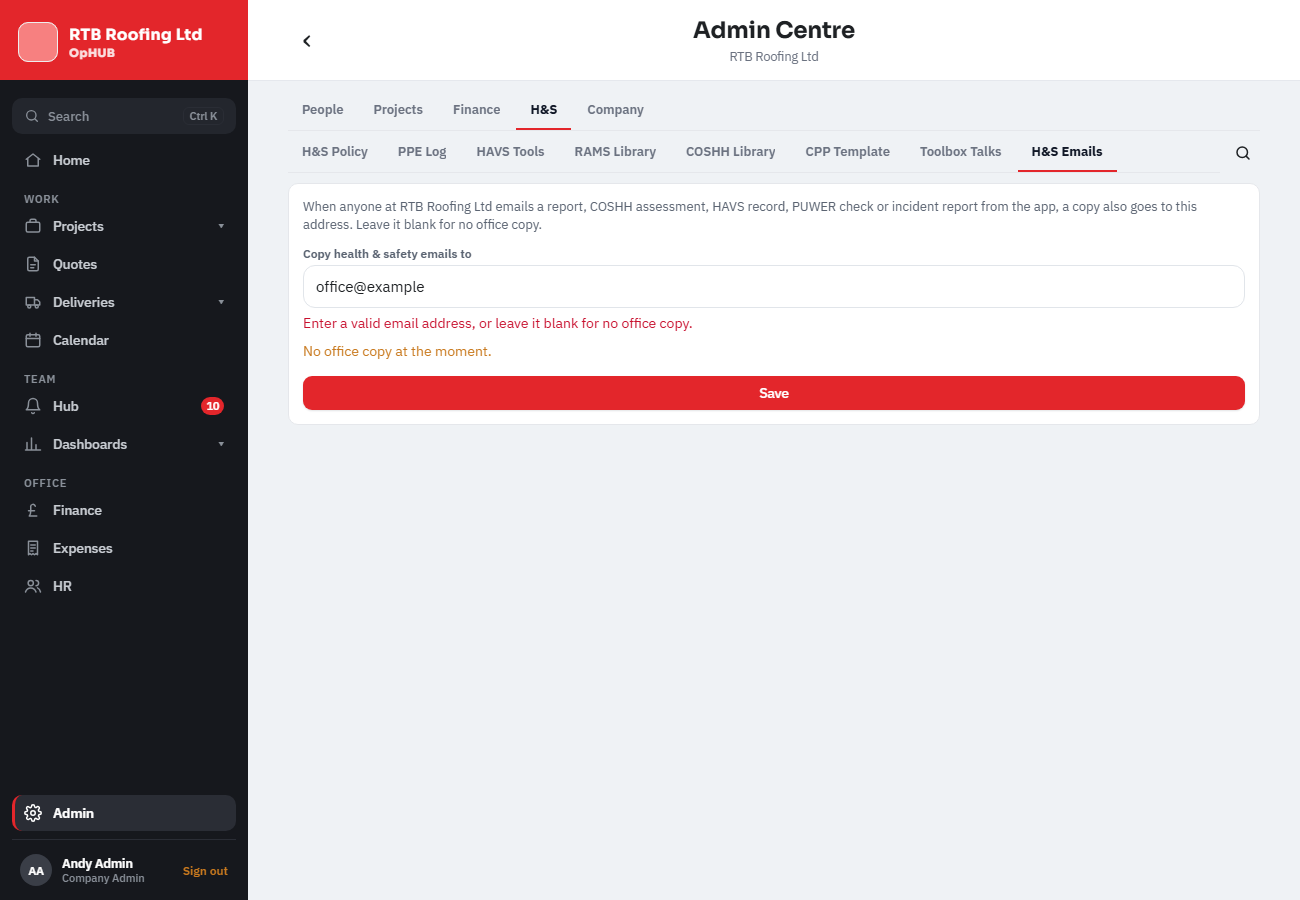 RTB Roofing Ltd
OpHUB
Search
Ctrl K
Home
WORK
Projects
Quotes
Deliveries
Calendar
TEAM
Hub
10
Dashboards
OFFICE
Finance
Expenses
HR
Admin
AA
Andy Admin
Company Admin
Sign out
Admin Centre
RTB Roofing Ltd
People Projects Finance H&S Company
H&S Policy PPE Log HAVS Tools RAMS Library COSHH Library CPP Template Toolbox Talks H&S Emails
When anyone at RTB Roofing Ltd emails a report, COSHH assessment, HAVS record, PUWER check or incident report from the app, a copy also goes to this
address. Leave it blank for no office copy.
Copy health & safety emails to
office@example
Enter a valid email address, or leave it blank for no office copy.
No office copy at the moment.
Save